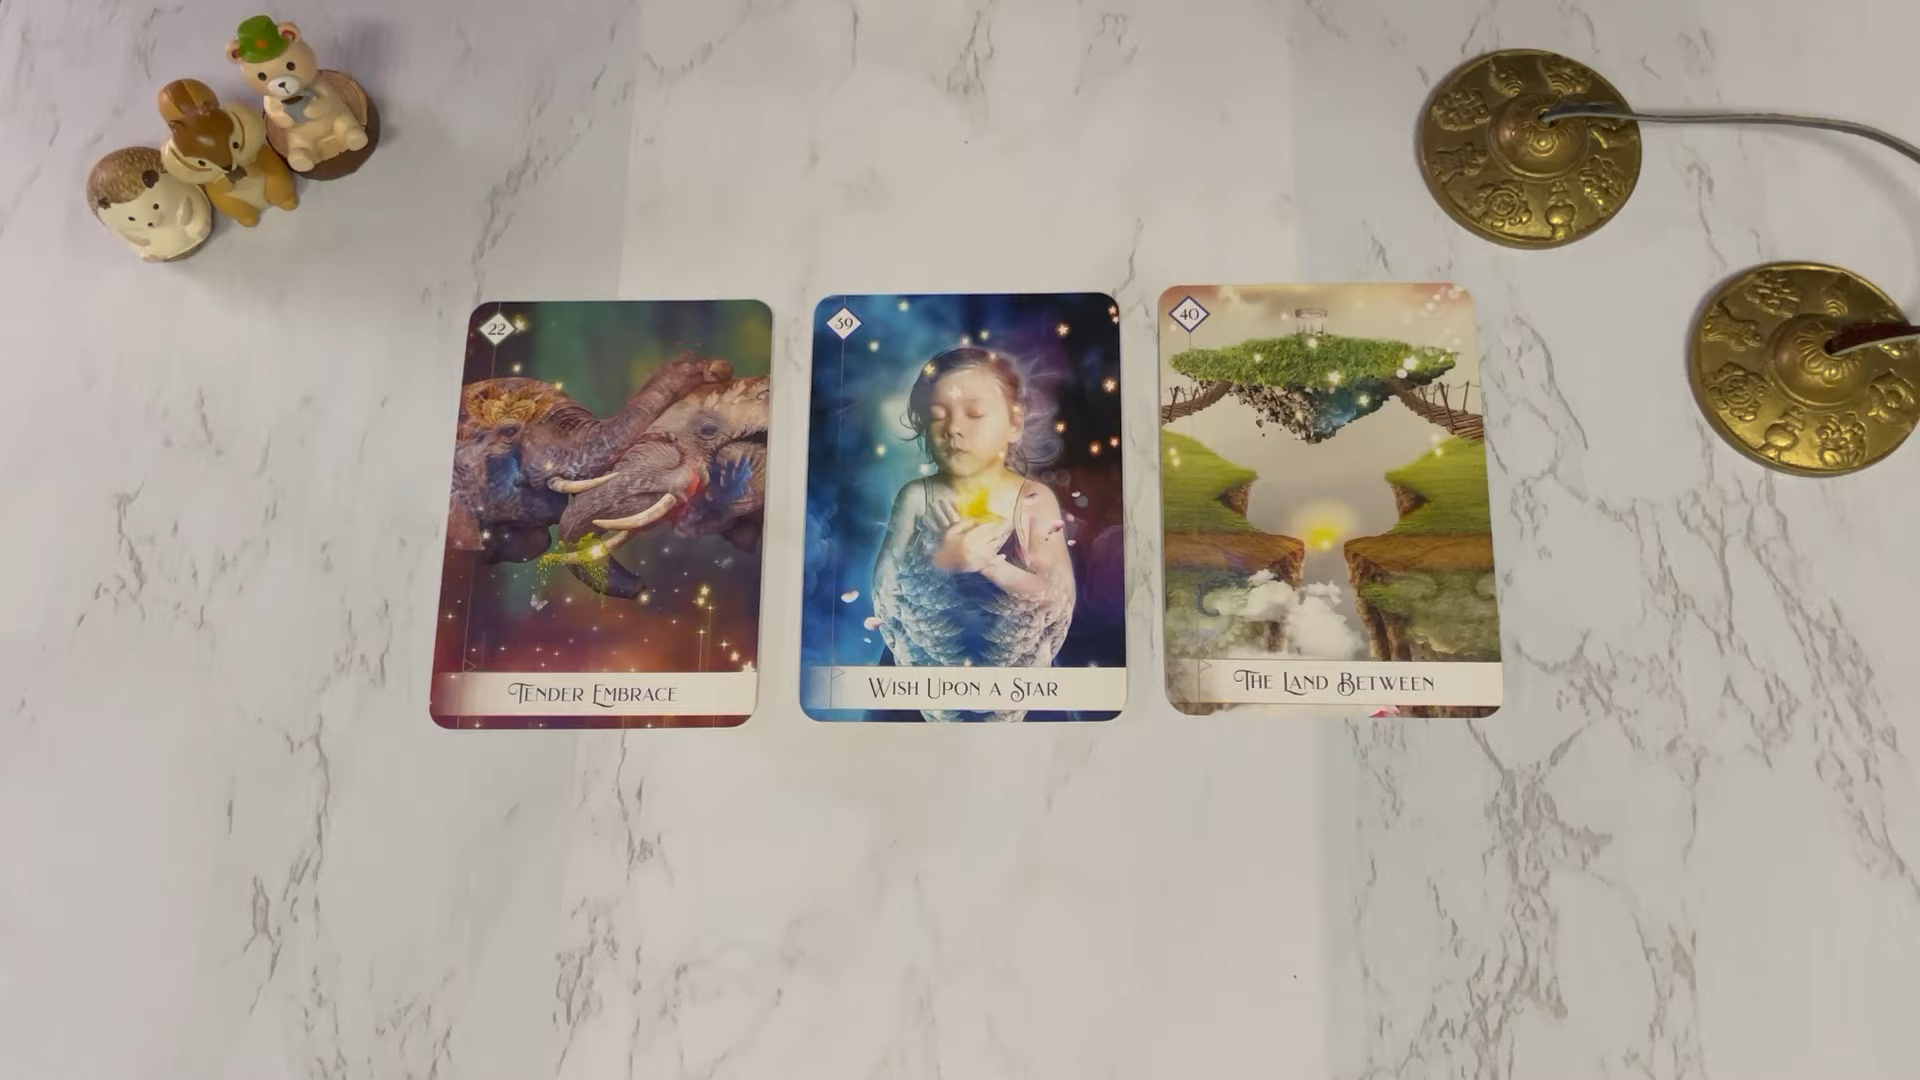 22
TENDER EMBRACE
39
WISH UPON A STAR
40
THE LAND BETWEEN